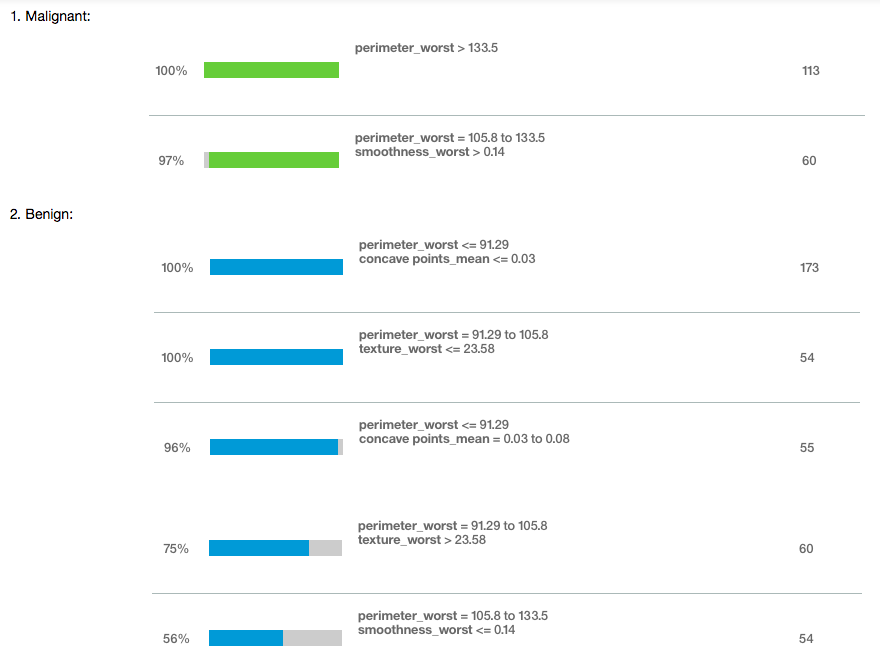 1. Malignant:
perimeter_worst > 133.5
100%
113
perimeter_worst = 105.8 to 133.5
smoothness_worst > 0.14
97%
60
2. Benign:
perimeter_worst <= 91.29
concave points_mean <= 0.03
100%
173
perimeter_worst = 91.29 to 105.8
texture_worst <= 23.58
100%
54
perimeter_worst <= 91.29
concave points_mean = 0.03 to 0.08
96%
55
perimeter_worst = 91.29 to 105.8
texture_worst > 23.58
75%
60
perimeter_worst = 105.8 to 133.5
smoothness_worst <= 0.14
56%
54